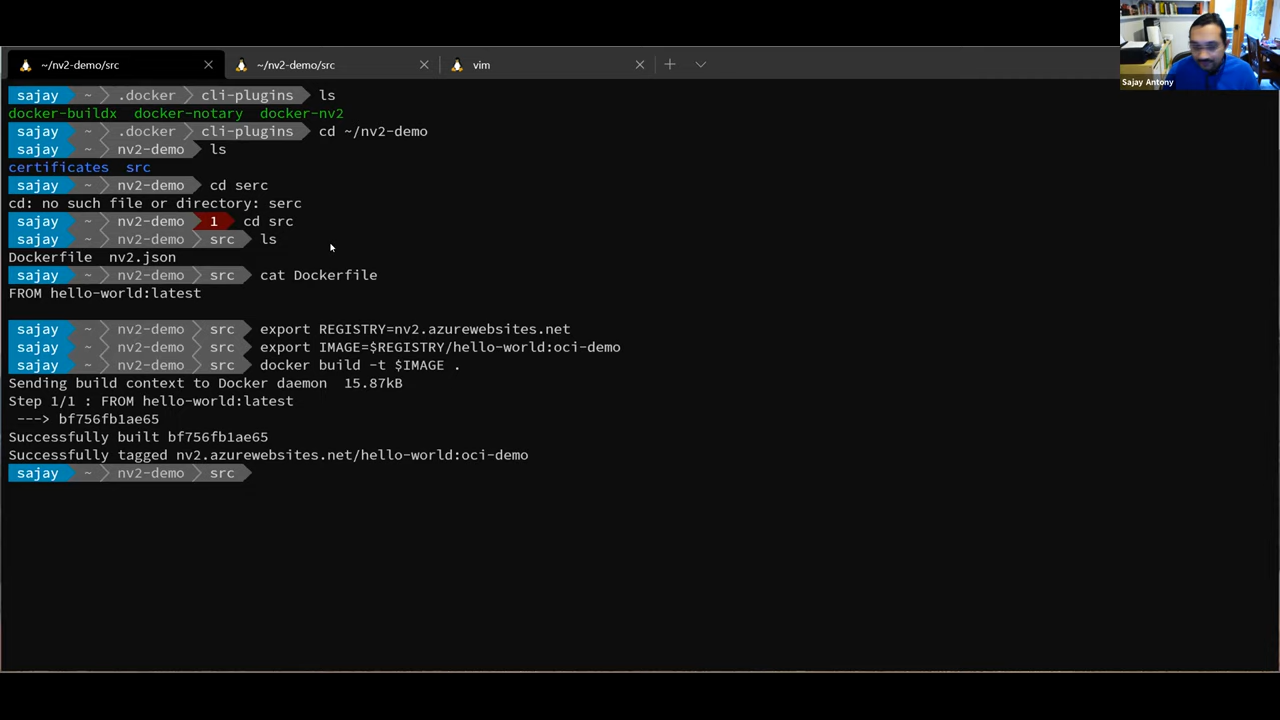 ~/nv2-demo/src ~/nv2-demo/src vim
Sajay Antony
sajay ~ .docker cli-plugins ls
docker-buildx docker-notary docker-nv2
sajay ~ .docker cli-plugins cd ~/nv2-demo
sajay ~ nv2-demo ls
certificates src
sajay ~ nv2-demo cd serc
cd: no such file or directory: serc
sajay ~ nv2-demo 1 cd src
sajay ~ nv2-demo src ls
Dockerfile nv2.json
sajay ~ nv2-demo src cat Dockerfile
FROM hello-world:latest
sajay ~ nv2-demo src export REGISTRY=nv2.azurewebsites.net
sajay ~ nv2-demo src export IMAGE=$REGISTRY/hello-world:oci-demo
sajay ~ nv2-demo src docker build -t $IMAGE .
Sending build context to Docker daemon 15.87kB
Step 1/1 : FROM hello-world:latest
---> bf756fb1ae65
Successfully built bf756fb1ae65
Successfully tagged nv2.azurewebsites.net/hello-world:oci-demo
sajay ~ nv2-demo src